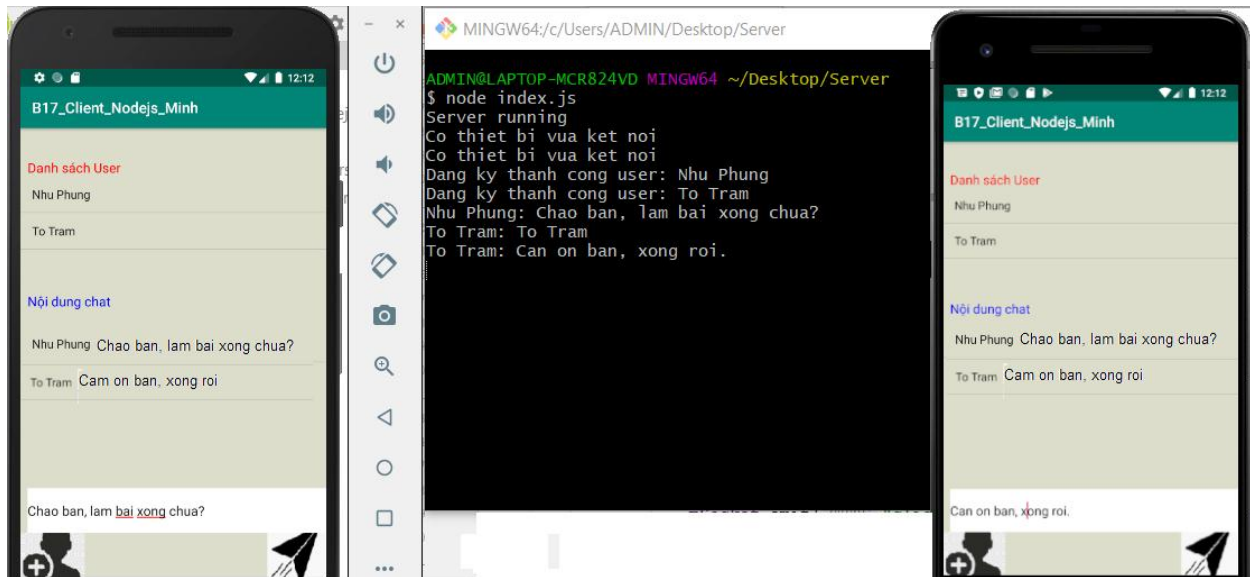 12:12
B17_Client_Nodejs_Minh
Danh sách User
Nhu Phung
To Tram
Nội dung chat
Nhu Phung Chao ban, lam bai xong chua?
To Tram Cam on ban, xong roi
Chao ban, lam bai xong chua?
MINGW64:/c/Users/ADMIN/Desktop/Server
ADMIN@LAPTOP-MCR824VD MINGW64 ~/Desktop/Server
$ node index.js
Server running
Co thiet bi vua ket noi
Co thiet bi vua ket noi
Dang ky thanh cong user: Nhu Phung
Dang ky thanh cong user: To Tram
Nhu Phung: Chao ban, lam bai xong chua?
To Tram: To Tram
To Tram: Can on ban, xong roi.
12:12
B17_Client_Nodejs_Minh
Danh sách User
Nhu Phung
To Tram
Nội dung chat
Nhu Phung Chao ban, lam bai xong chua?
To Tram Cam on ban, xong roi
Can on ban, xong roi.